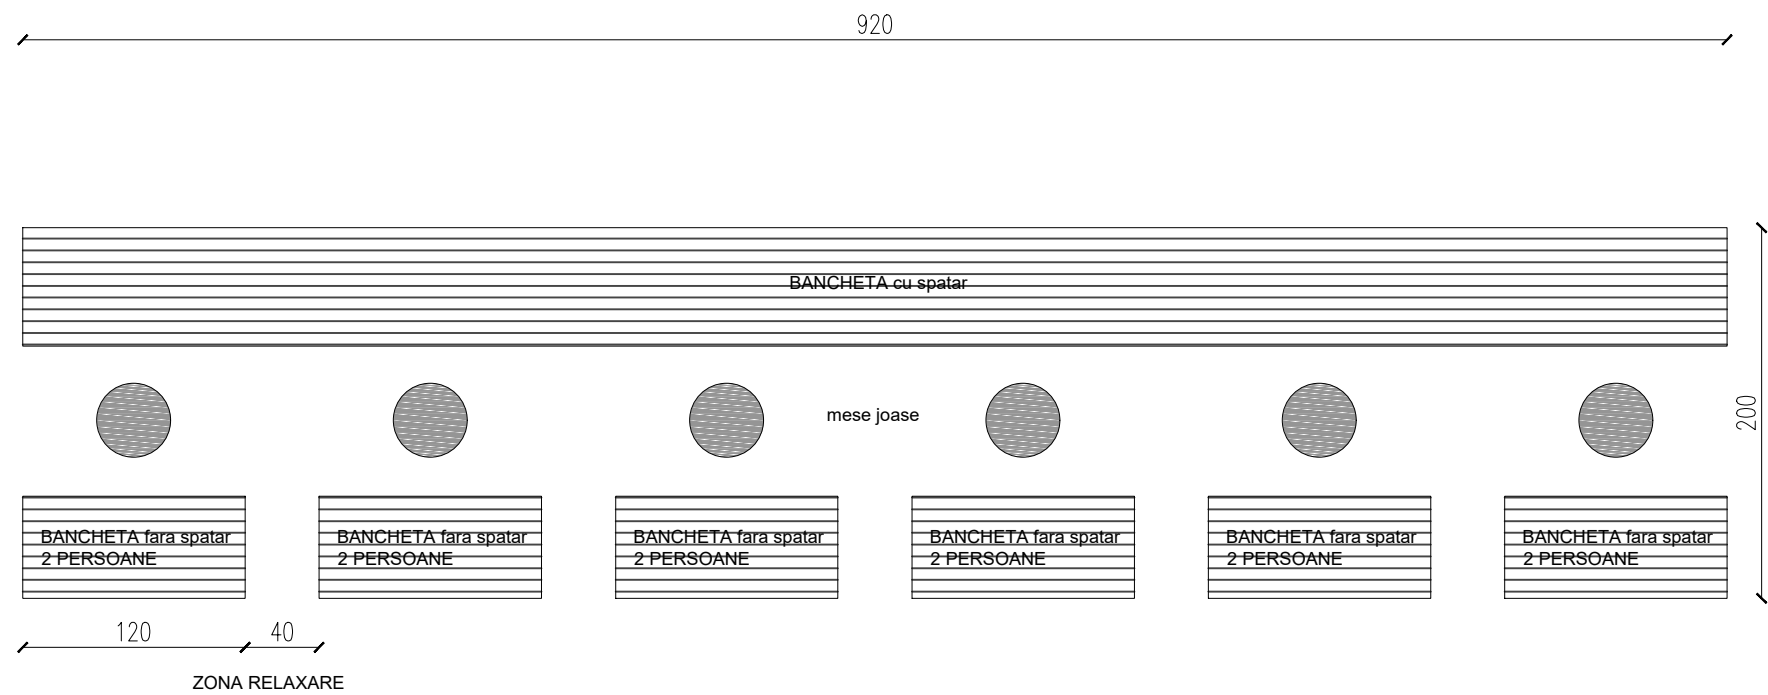 920
BANCHETA cu spatar
mese joase
200
BANCHETA fara spatar
2 PERSOANE
BANCHETA fara spatar
2 PERSOANE
BANCHETA fara spatar
2 PERSOANE
BANCHETA fara spatar
2 PERSOANE
BANCHETA fara spatar
2 PERSOANE
BANCHETA fara spatar
2 PERSOANE
120
40
ZONA RELAXARE